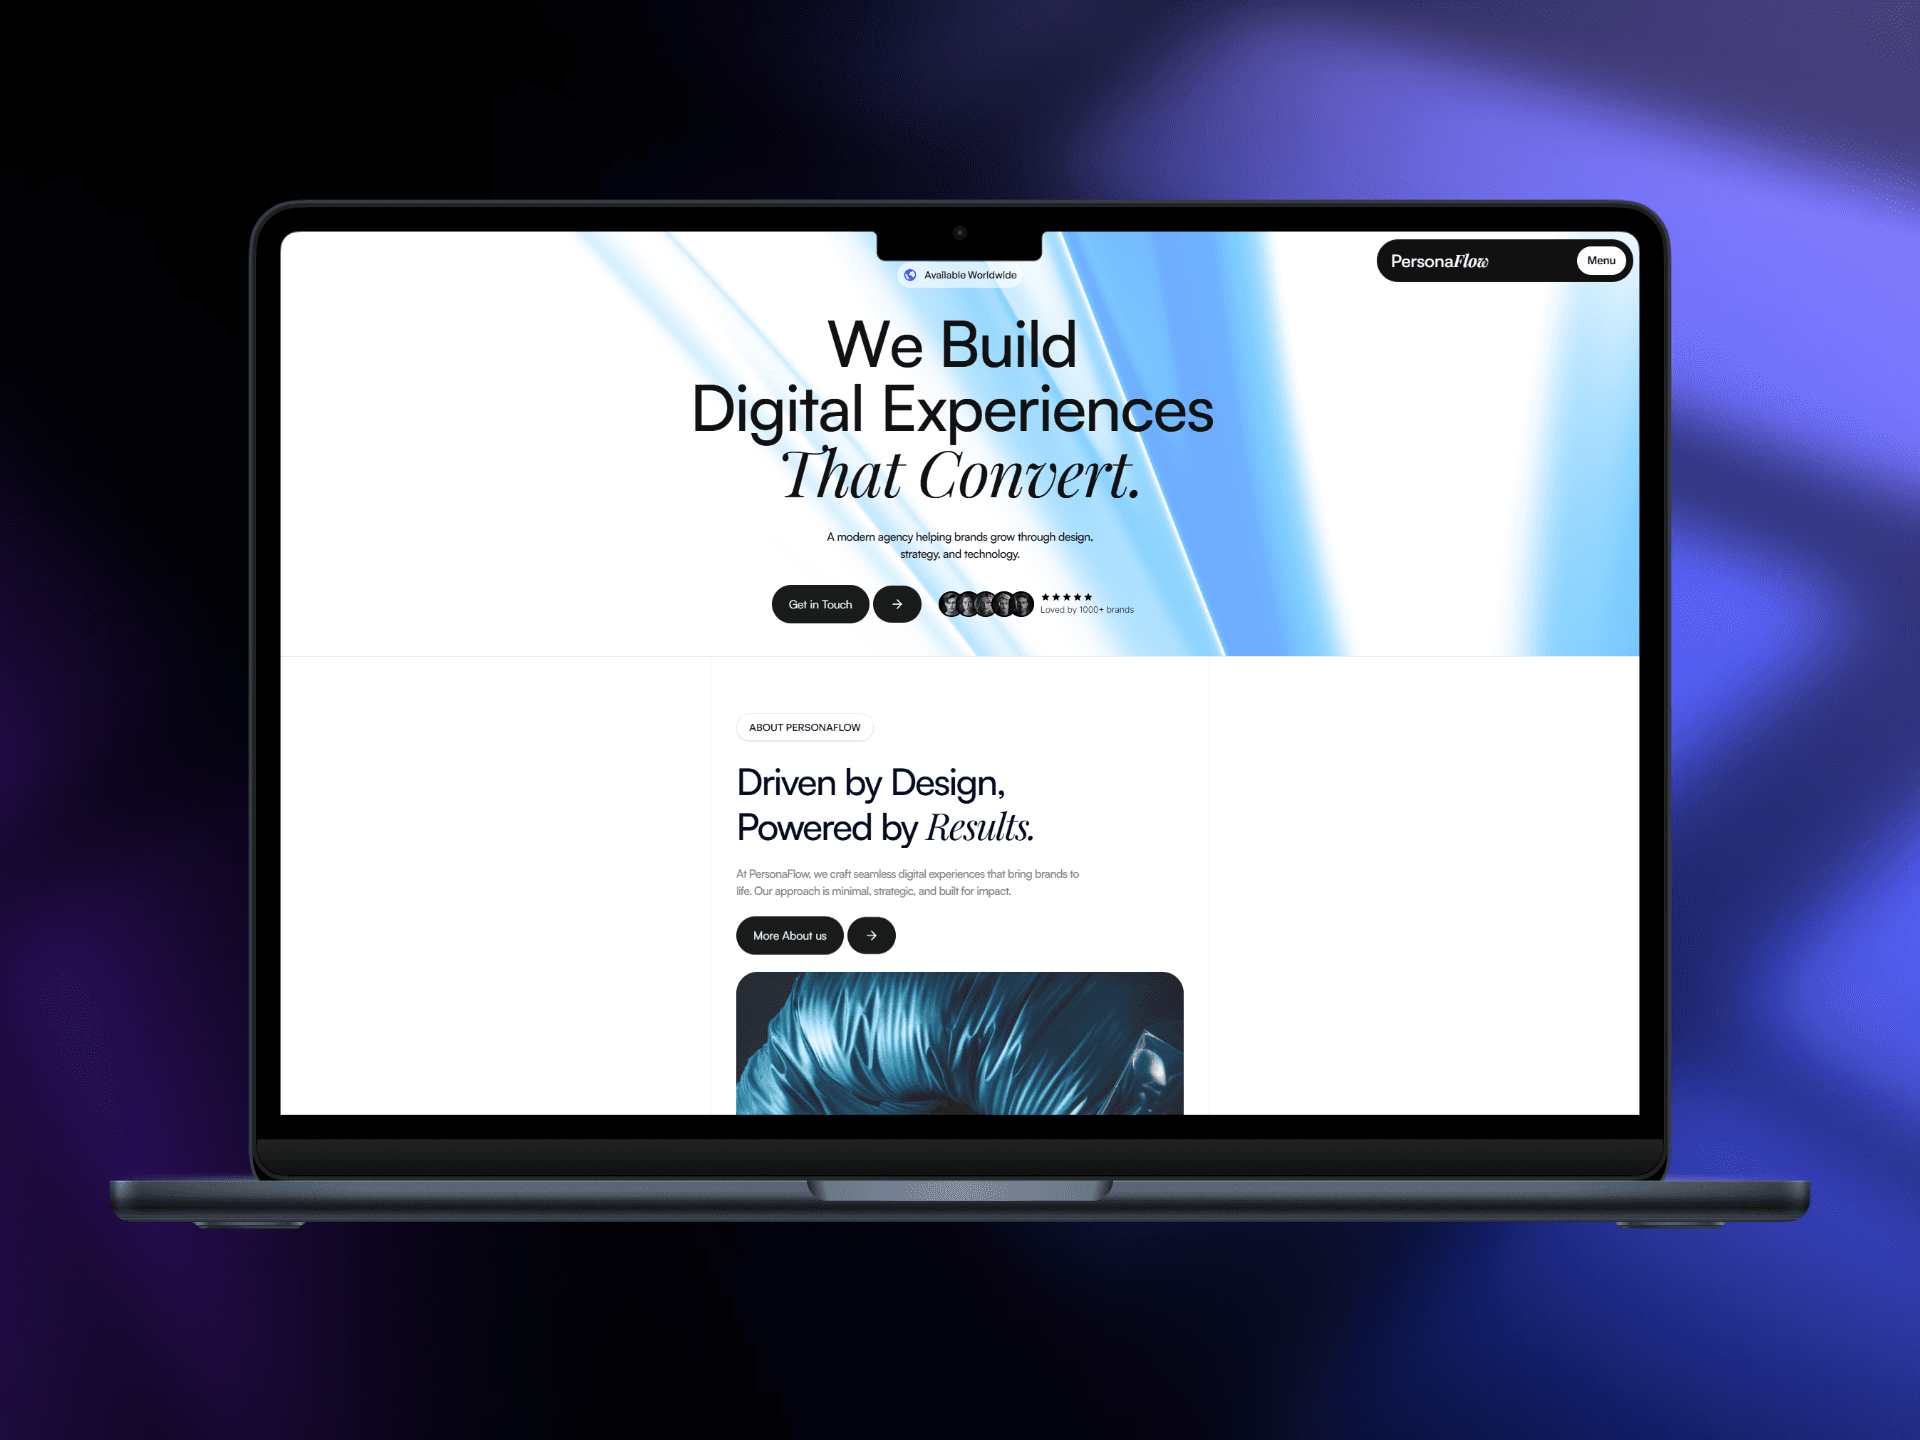 Available Worldwide
PersonaFlow
Menu
We Build
Digital Experiences
That Convert.
A modern agency helping brands grow through design,
strategy, and technology.
Get in Touch
Loved by 1000+ brands
ABOUT PERSONAFLOW
Driven by Design,
Powered by Results.
At PersonaFlow, we craft seamless digital experiences that bring brands to
life. Our approach is minimal, strategic, and built for impact.
More About us